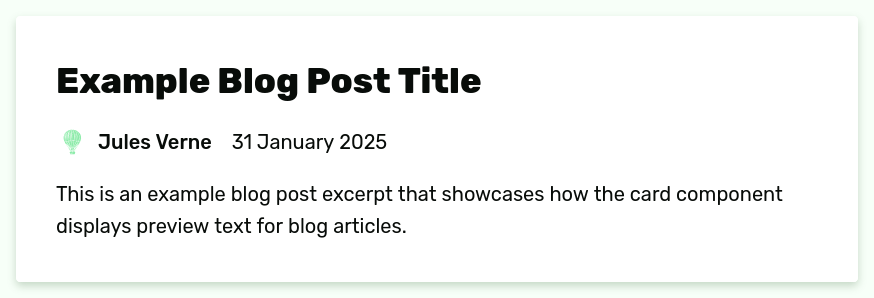 Example Blog Post Title
Jules Verne 31 January 2025
This is an example blog post excerpt that showcases how the card component
displays preview text for blog articles.